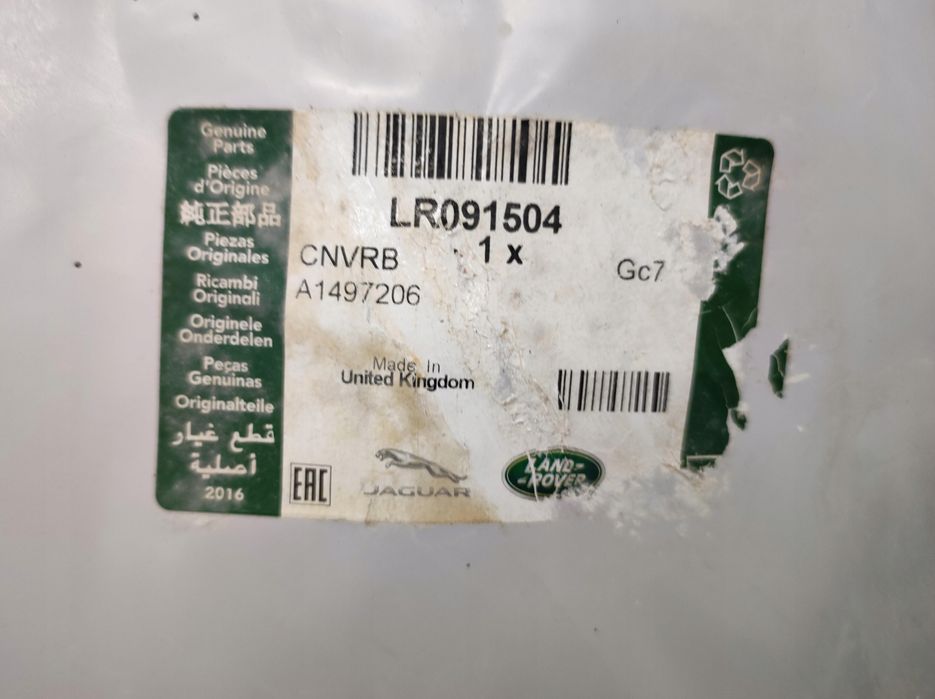 Genuine
Parts
Pièces
d'Origine
純正部品
Piezas
Originales
Ricambi
Originali
Originele
Onderdelen
Peças
Genuinas
Originalteile
قطع غيار
أصلية
2016
LR091504
1 x
CNVRB
Gc7
A1497206
Made In
United Kingdom
EAC
JAGUAR
LAND-
-ROVER